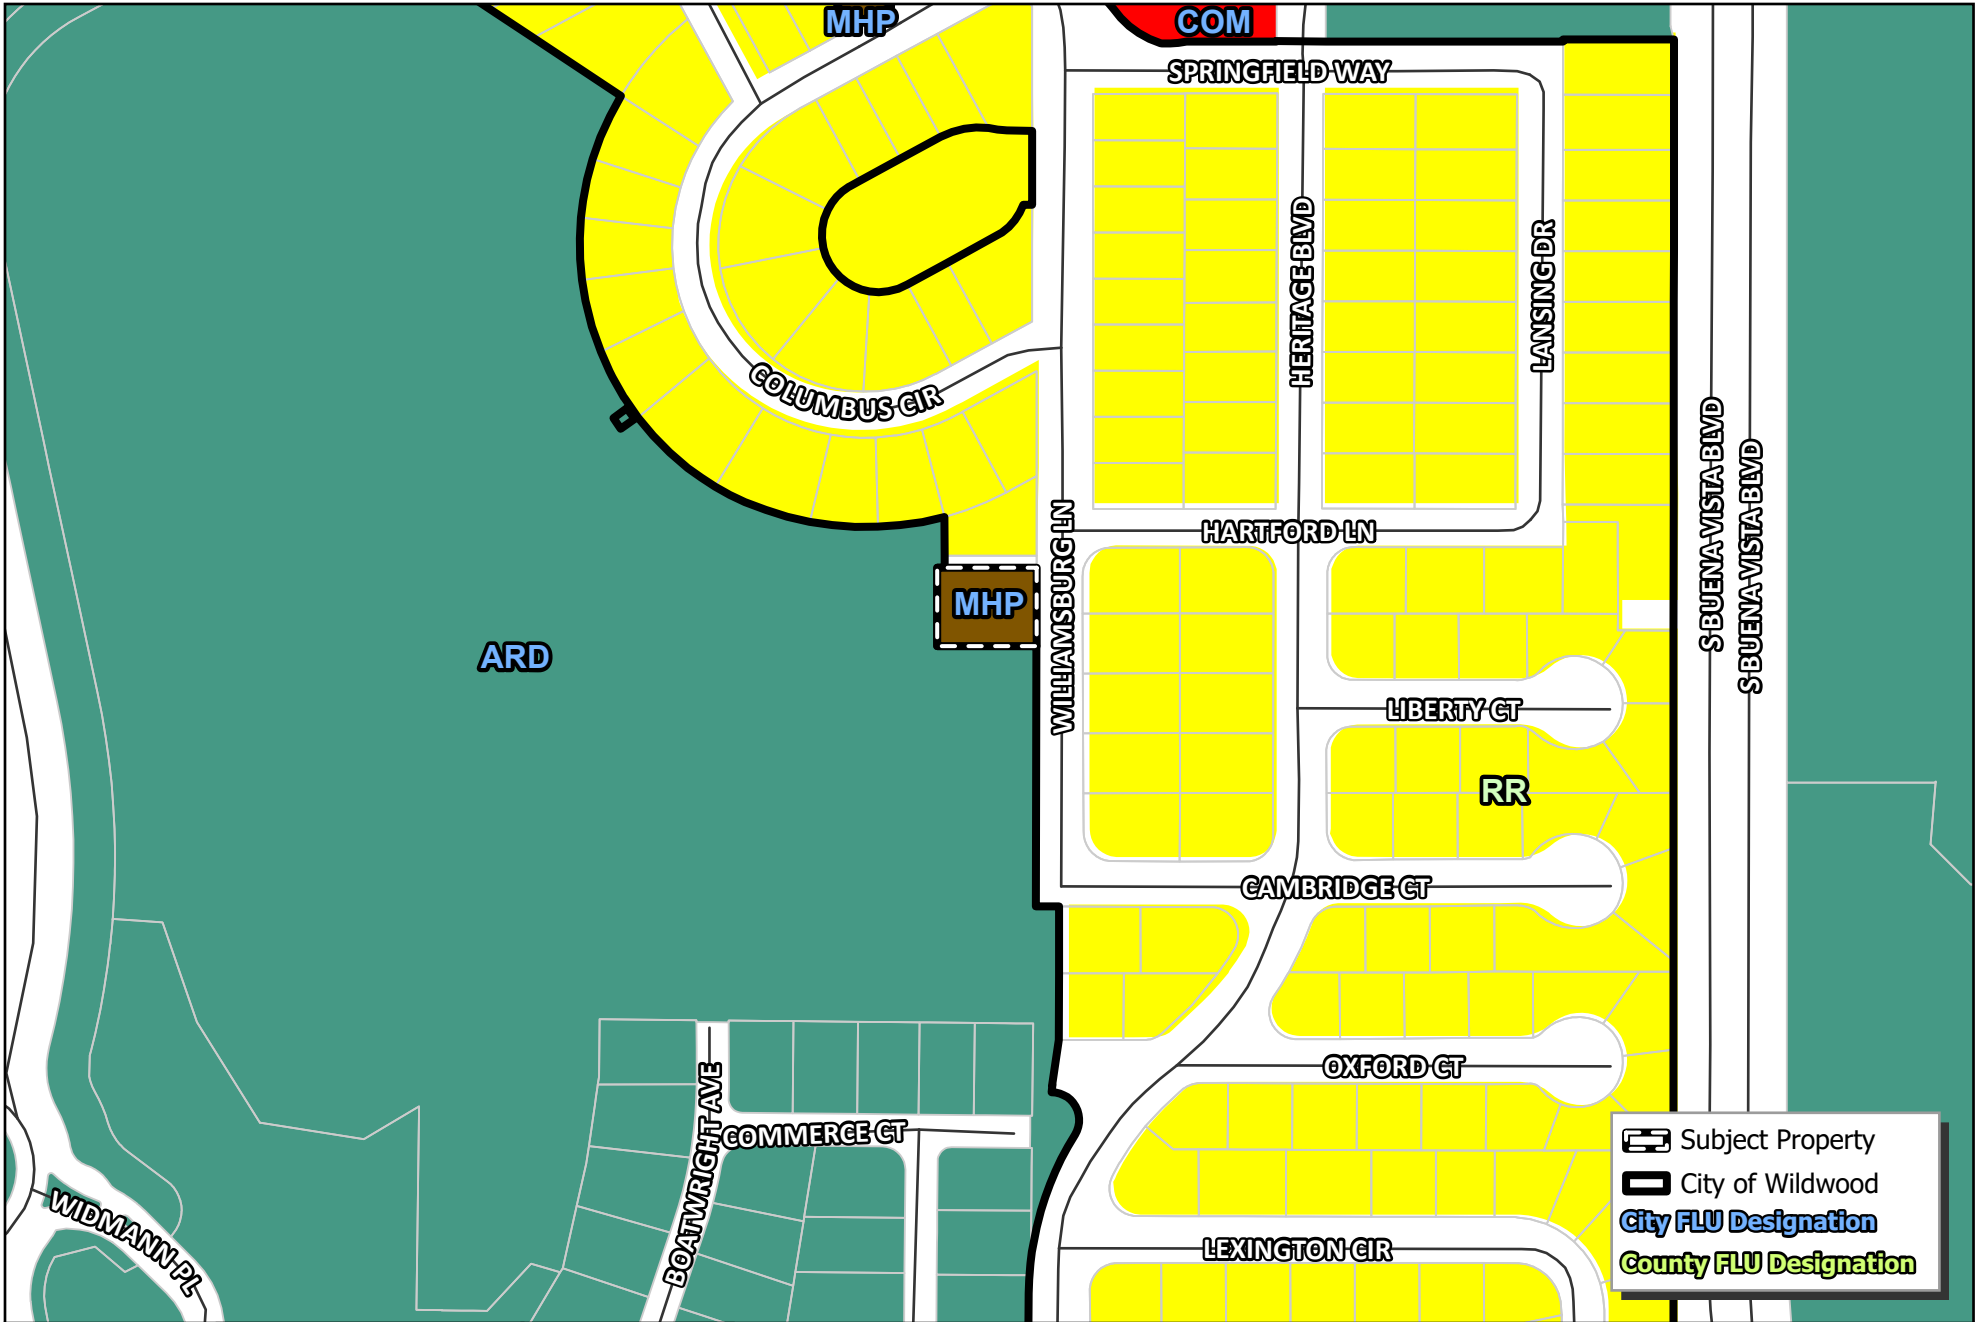 MHP
COM
SPRINGFIELD WAY
HERITAGE BLVD
LANSING DR
COLUMBUS CIR
S BUENA VISTA BLVD
S BUENA VISTA BLVD
WILLIAMSBURG LN
HARTFORD LN
MHP
ARD
LIBERTY CT
RR
CAMBRIDGE CT
OXFORD CT
BOATWRIGHT AVE
COMMERCE CT
WIDMANN PL
LEXINGTON CIR
Subject Property
City of Wildwood
City FLU Designation
County FLU Designation